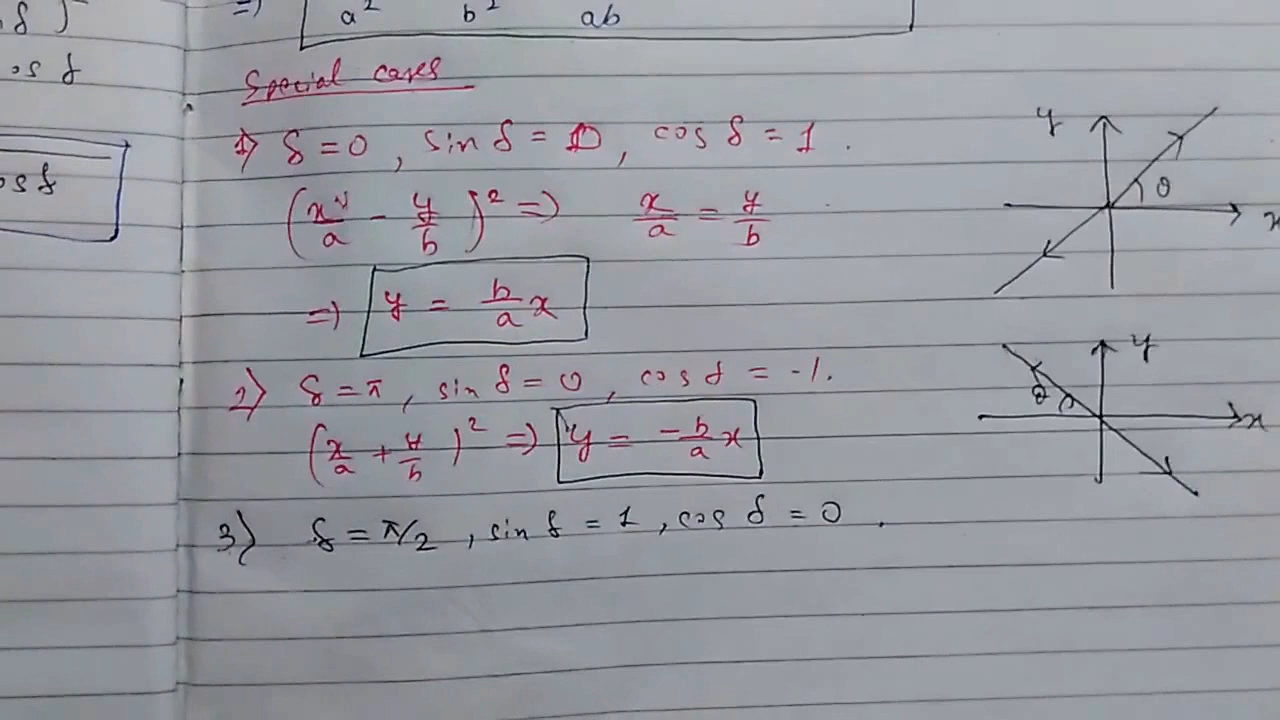 => a² b² ab
os δ
os δ
Special cases
1) δ = 0 , sin δ = 0 , cos δ = 1 .
(x/a - y/b)² => x/a = y/b
=> y = b/a x
2) δ = π , sin δ = 0 , cos δ = -1.
(x/a + y/b)² => y = -b/a x
3) δ = π/2 , sin δ = 1 , cos δ = 0 .
y
θ
x
y
θ
x